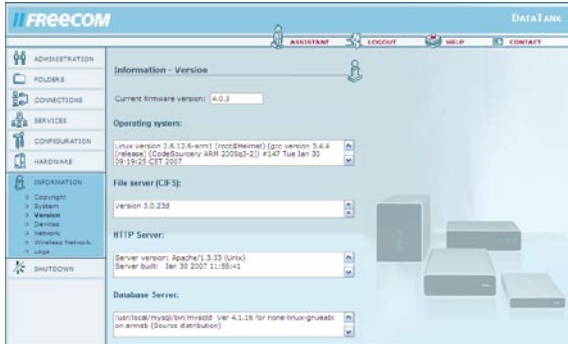 FREECOM
DATATANK
ASSISTANT LOGOUT HELP CONTACT
ADMINISTRATION
FOLDERS
CONNECTIONS
SERVICES
CONFIGURATION
HARDWARE
INFORMATION
Copyright
System
Version
Devices
Network
Wireless Network
Logs
SHUTDOWN
Information - Version
Current firmware version: 4.0.3
Operating system:
Linux version 2.6.12.6-arm1 (root@Heimat) (gcc version 3.4.4
(release) (CodeSourcery ARM 2005q3-2)) #147 Tue Jan 30
09:19:25 CET 2007
File server (CIFS):
Version 3.0.23d
HTTP Server:
Server version: Apache/1.3.33 (Unix)
Server built: Jan 30 2007 11:55:41
Database Server:
/usr/local/mysql/bin/mysqld Ver 4.1.16 for none-linux-gnueabi
on armeb (Source distribution)